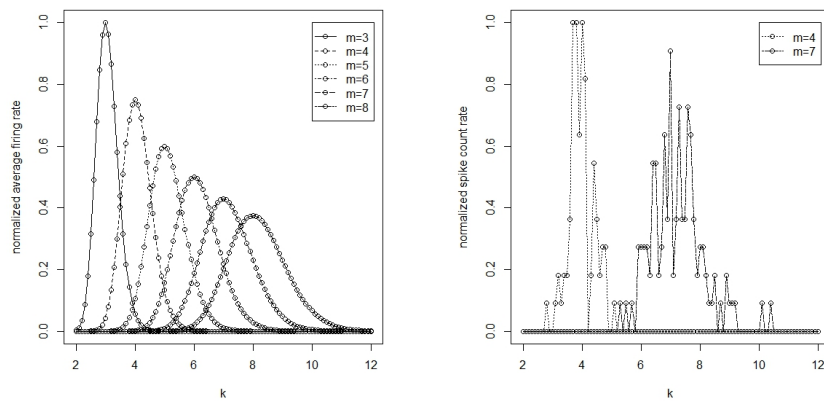 normalized average firing rate
1.0
0.8
0.6
0.4
0.2
0.0
m=3
m=4
m=5
m=6
m=7
m=8
2 4 6 8 10 12
k
normalized spike count rate
1.0
0.8
0.6
0.4
0.2
0.0
m=4
m=7
2 4 6 8 10 12
k